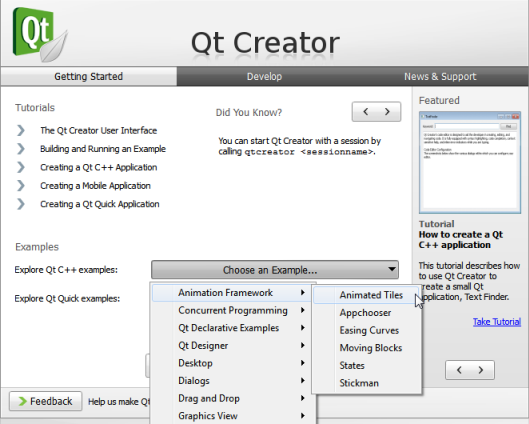 Qt
Qt Creator
Getting Started
Develop
News & Support
Tutorials
The Qt Creator User Interface
Building and Running an Example
Creating a Qt C++ Application
Creating a Mobile Application
Creating a Qt Quick Application
Did You Know?
You can start Qt Creator with a session by
calling qtcreator <sessionname>.
Featured
Tutorial
How to create a Qt
C++ application
This tutorial describes how
to use Qt Creator to
create a small Qt
application, Text Finder.
Take Tutorial
Examples
Explore Qt C++ examples:
Choose an Example...
Explore Qt Quick examples:
Animation Framework
Concurrent Programming
Qt Declarative Examples
Qt Designer
Desktop
Dialogs
Drag and Drop
Graphics View
Animated Tiles
Appchooser
Easing Curves
Moving Blocks
States
Stickman
Feedback
Help us make Qt